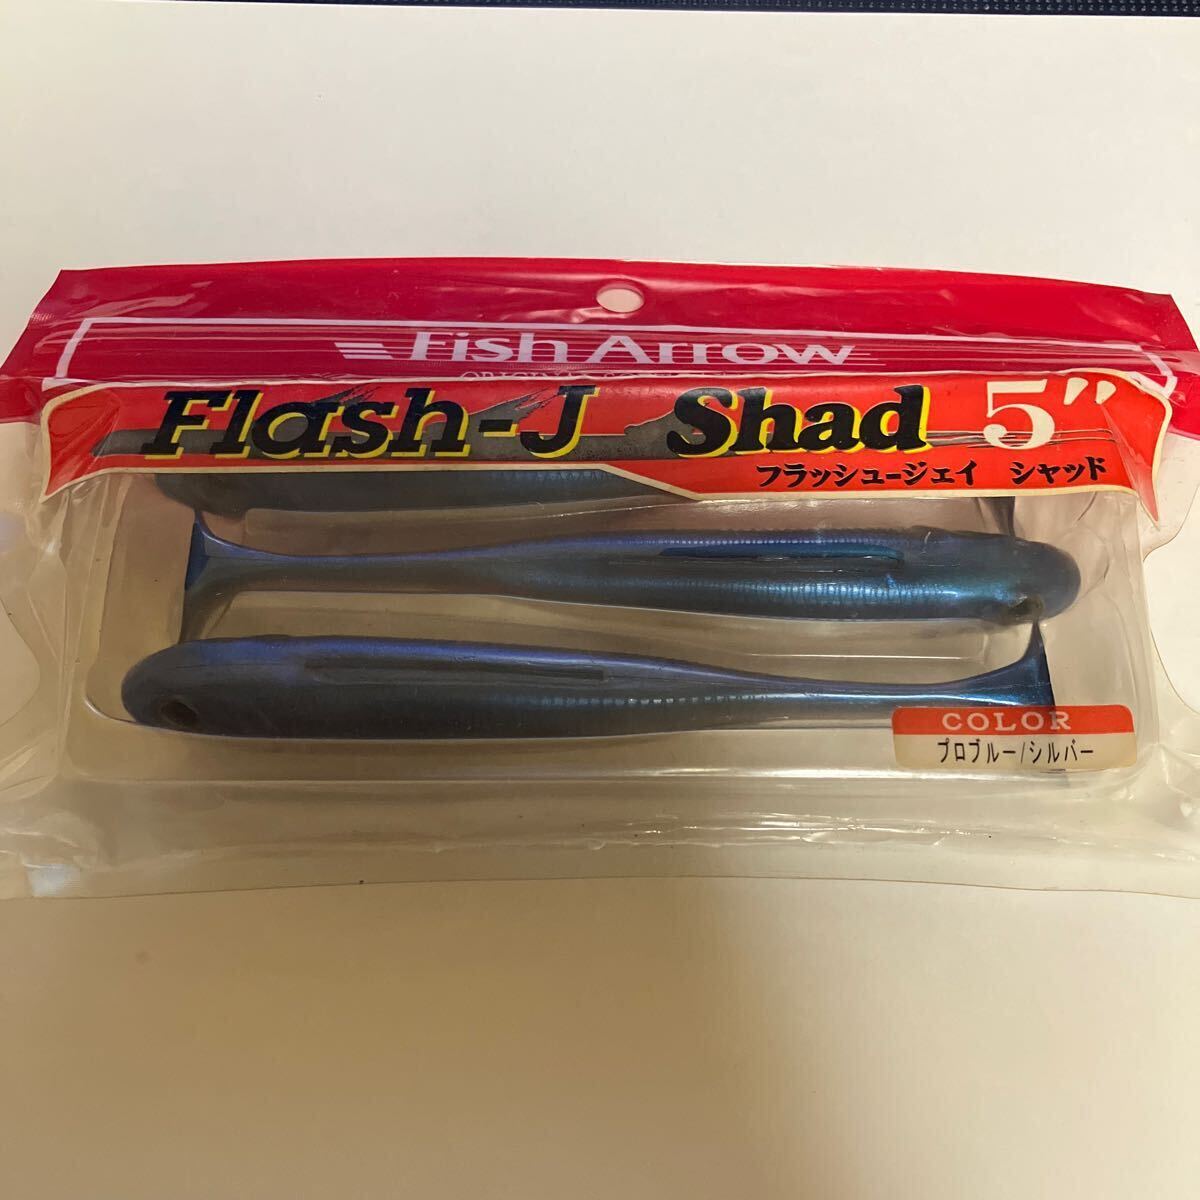 Fish Arrow
Flash-J Shad 5"
フラッシュージェイ シャッド
COLOR
プロブルー/シルバー